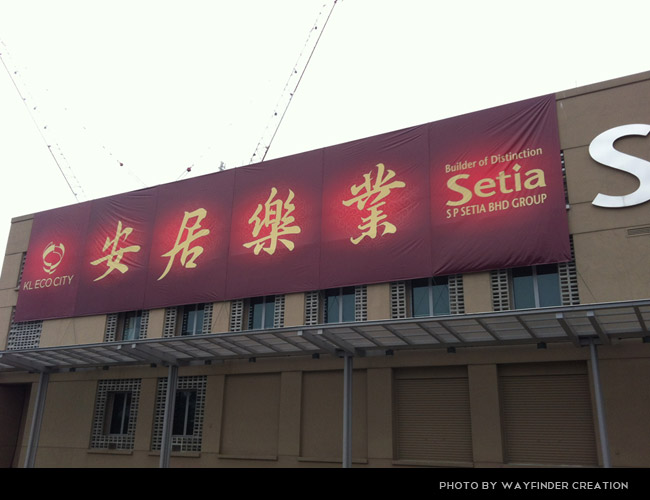 KL ECO CITY
安居樂業
Builder of Distinction
Setia
S P SETIA BHD GROUP
S
PHOTO BY WAYFINDER CREATION